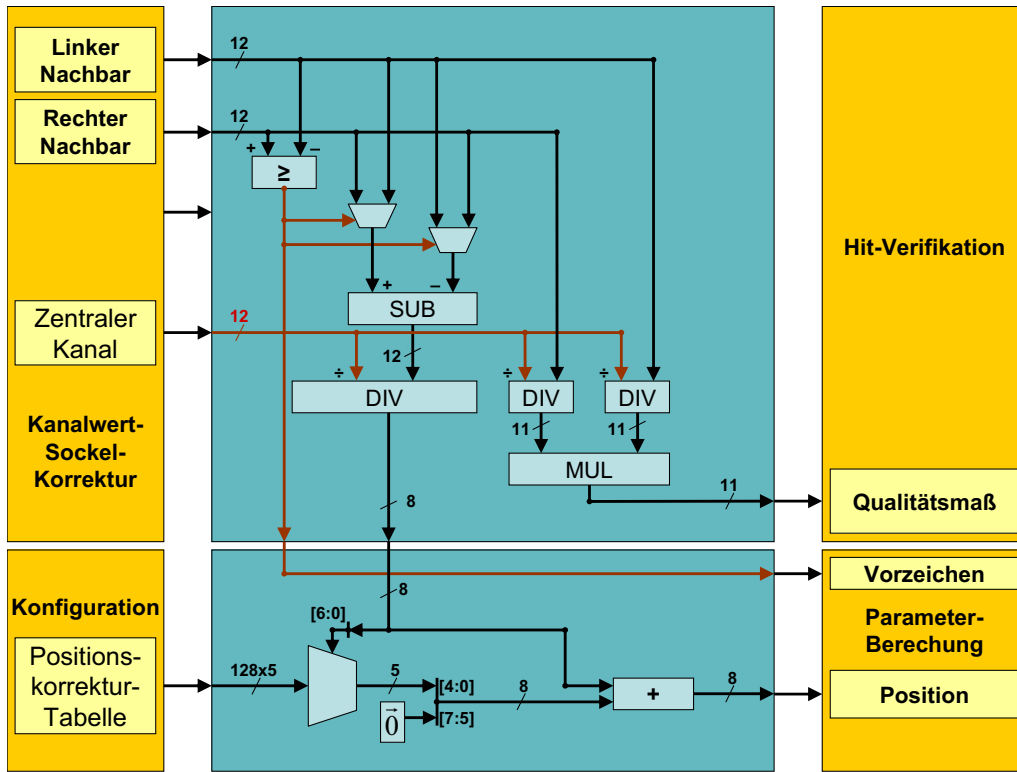 Linker
Nachbar
12
Rechter
Nachbar
12
+
–
≥
Hit-Verifikation
+
–
SUB
Zentraler
Kanal
12
12
÷
÷
÷
DIV
DIV
DIV
Kanalwert-
Sockel-
Korrektur
11
11
MUL
11
8
Qualitätsmaß
Vorzeichen
8
Konfiguration
[6:0]
Parameter-
Berechung
Positions-
korrektur-
Tabelle
128x5
5
[4:0]
8
+
8
Position
0
[7:5]